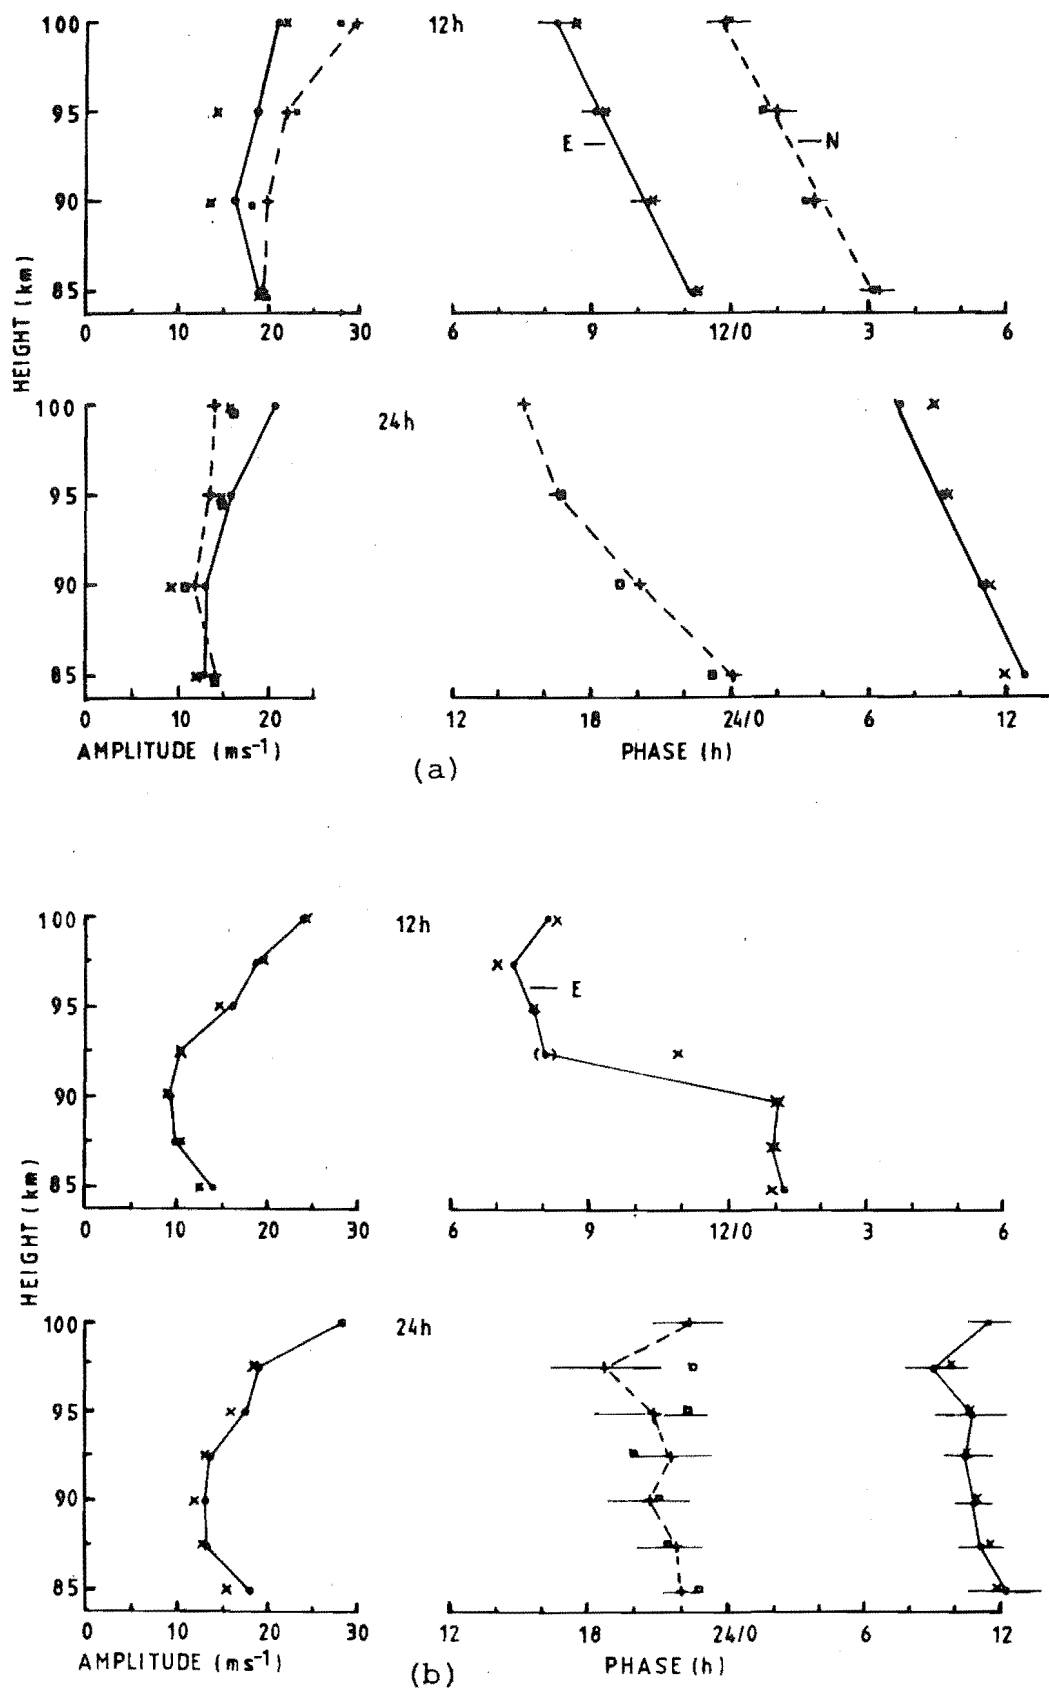 100
12h
95
E
N
90
85
HEIGHT (km)
0 10 20 30
6 9 12/0 3 6
100
24h
95
90
85
0 10 20
12 18 24/0 6 12
AMPLITUDE (ms⁻¹)
PHASE (h)
(a)
100
12h
95
E
( )
90
85
HEIGHT (km)
0 10 20 30
6 9 12/0 3 6
100
24h
95
90
85
0 10 20 30
12 18 24/0 6 12
AMPLITUDE (ms⁻¹)
PHASE (h)
(b)